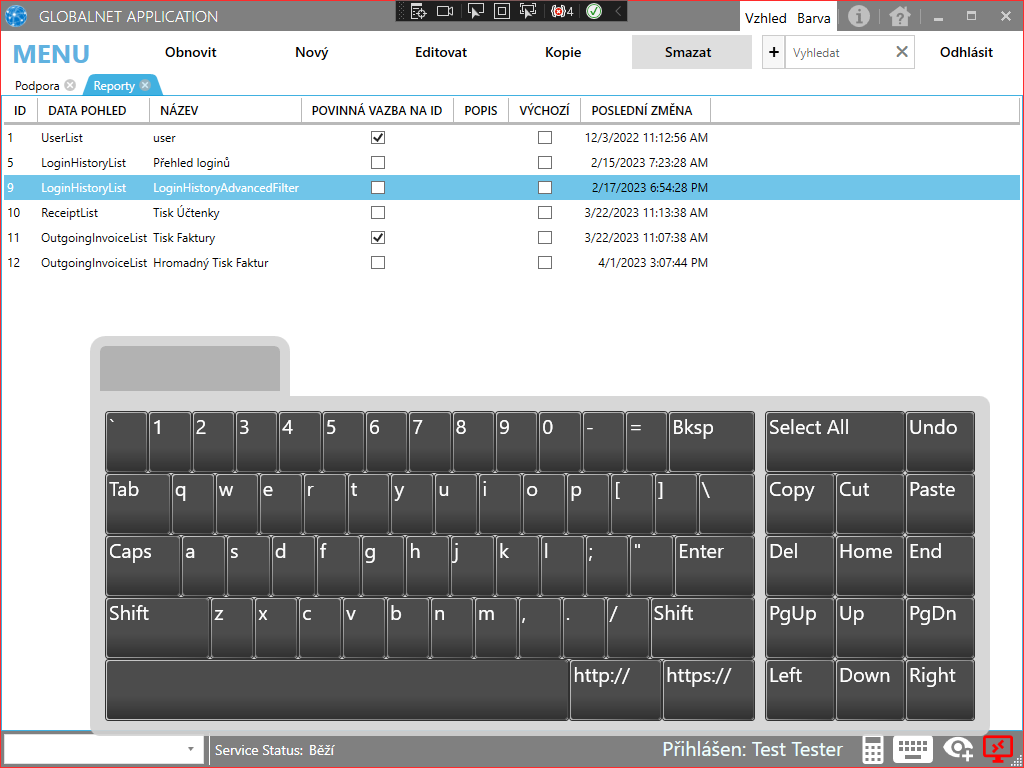 GLOBALNET APPLICATION 4 Vzhled Barva
MENU Obnovit Nový Editovat Kopie Smazat + Vyhledat Odhlásit
Podpora Reporty
ID DATA POHLED NÁZEV POVINNÁ VAZBA NA ID POPIS VÝCHOZÍ POSLEDNÍ ZMĚNA
1 UserList user 12/3/2022 11:12:56 AM
5 LoginHistoryList Přehled loginů 2/15/2023 7:23:28 AM
9 LoginHistoryList LoginHistoryAdvancedFilter 2/17/2023 6:54:28 PM
10 ReceiptList Tisk Účtenky 3/22/2023 11:13:38 AM
11 OutgoingInvoiceList Tisk Faktury 3/22/2023 11:07:38 AM
12 OutgoingInvoiceList Hromadný Tisk Faktur 4/1/2023 3:07:44 PM
` 1 2 3 4 5 6 7 8 9 0 - = Bksp Select All Undo
Tab q w e r t y u i o p [ ] \ Copy Cut Paste
Caps a s d f g h j k l ; " Enter Del Home End
Shift z x c v b n m , . / Shift PgUp Up PgDn
http:// https:// Left Down Right
Service Status: Běží Přihlášen: Test Tester